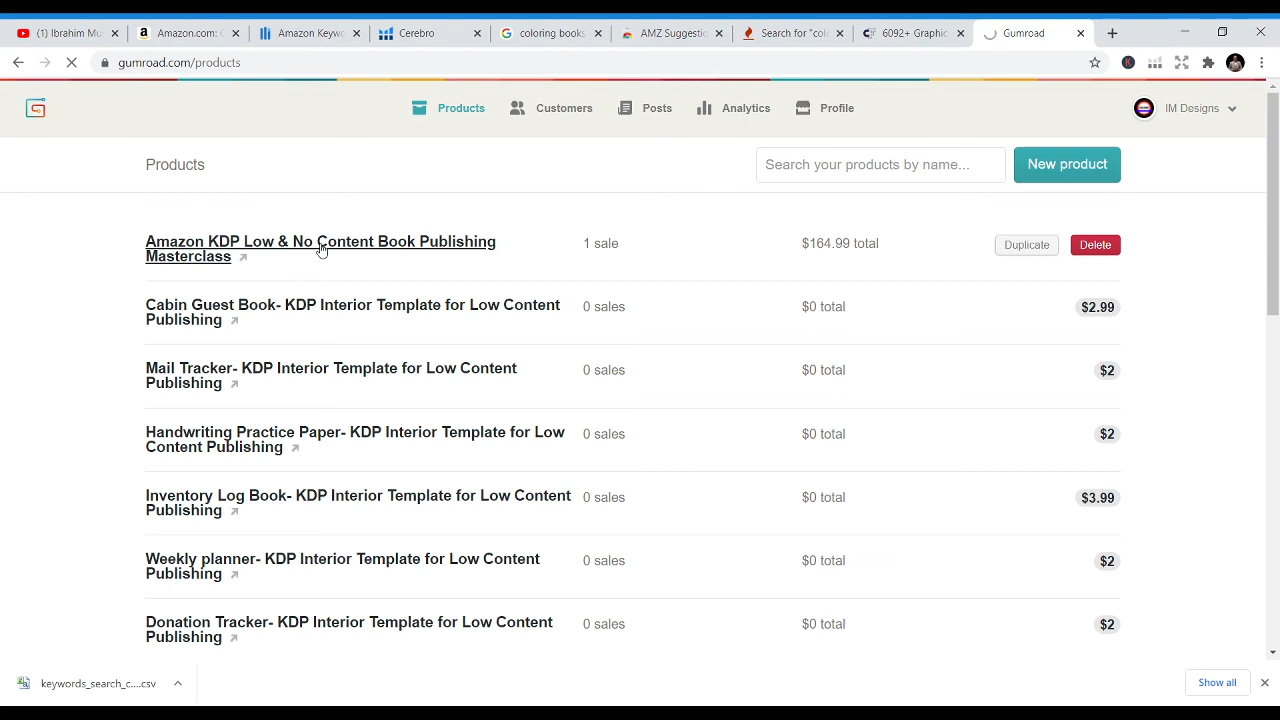 (1) Ibrahim Mu
Amazon.com:
Amazon Keyw
Cerebro
coloring books
AMZ Suggestic
Search for "col
6092+ Graphic
Gumroad
gumroad.com/products
K
Products
Customers
Posts
Analytics
Profile
IM Designs
Products
Search your products by name...
New product
Amazon KDP Low & No Content Book Publishing
Masterclass
1 sale
$164.99 total
Duplicate
Delete
Cabin Guest Book- KDP Interior Template for Low Content
Publishing
0 sales
$0 total
$2.99
Mail Tracker- KDP Interior Template for Low Content
Publishing
0 sales
$0 total
$2
Handwriting Practice Paper- KDP Interior Template for Low
Content Publishing
0 sales
$0 total
$2
Inventory Log Book- KDP Interior Template for Low Content
Publishing
0 sales
$0 total
$3.99
Weekly planner- KDP Interior Template for Low Content
Publishing
0 sales
$0 total
$2
Donation Tracker- KDP Interior Template for Low Content
Publishing
0 sales
$0 total
$2
keywords_search_c....csv
Show all